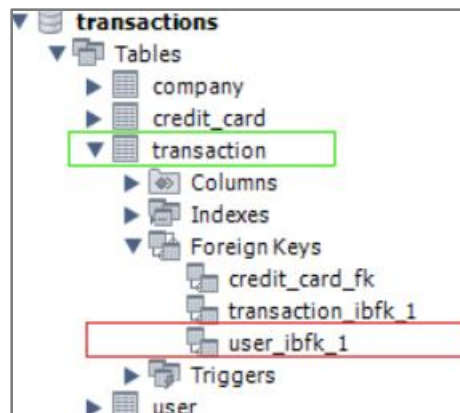 transactions
Tables
company
credit_card
transaction
Columns
Indexes
Foreign Keys
credit_card_fk
transaction_ibfk_1
user_ibfk_1
Triggers
user